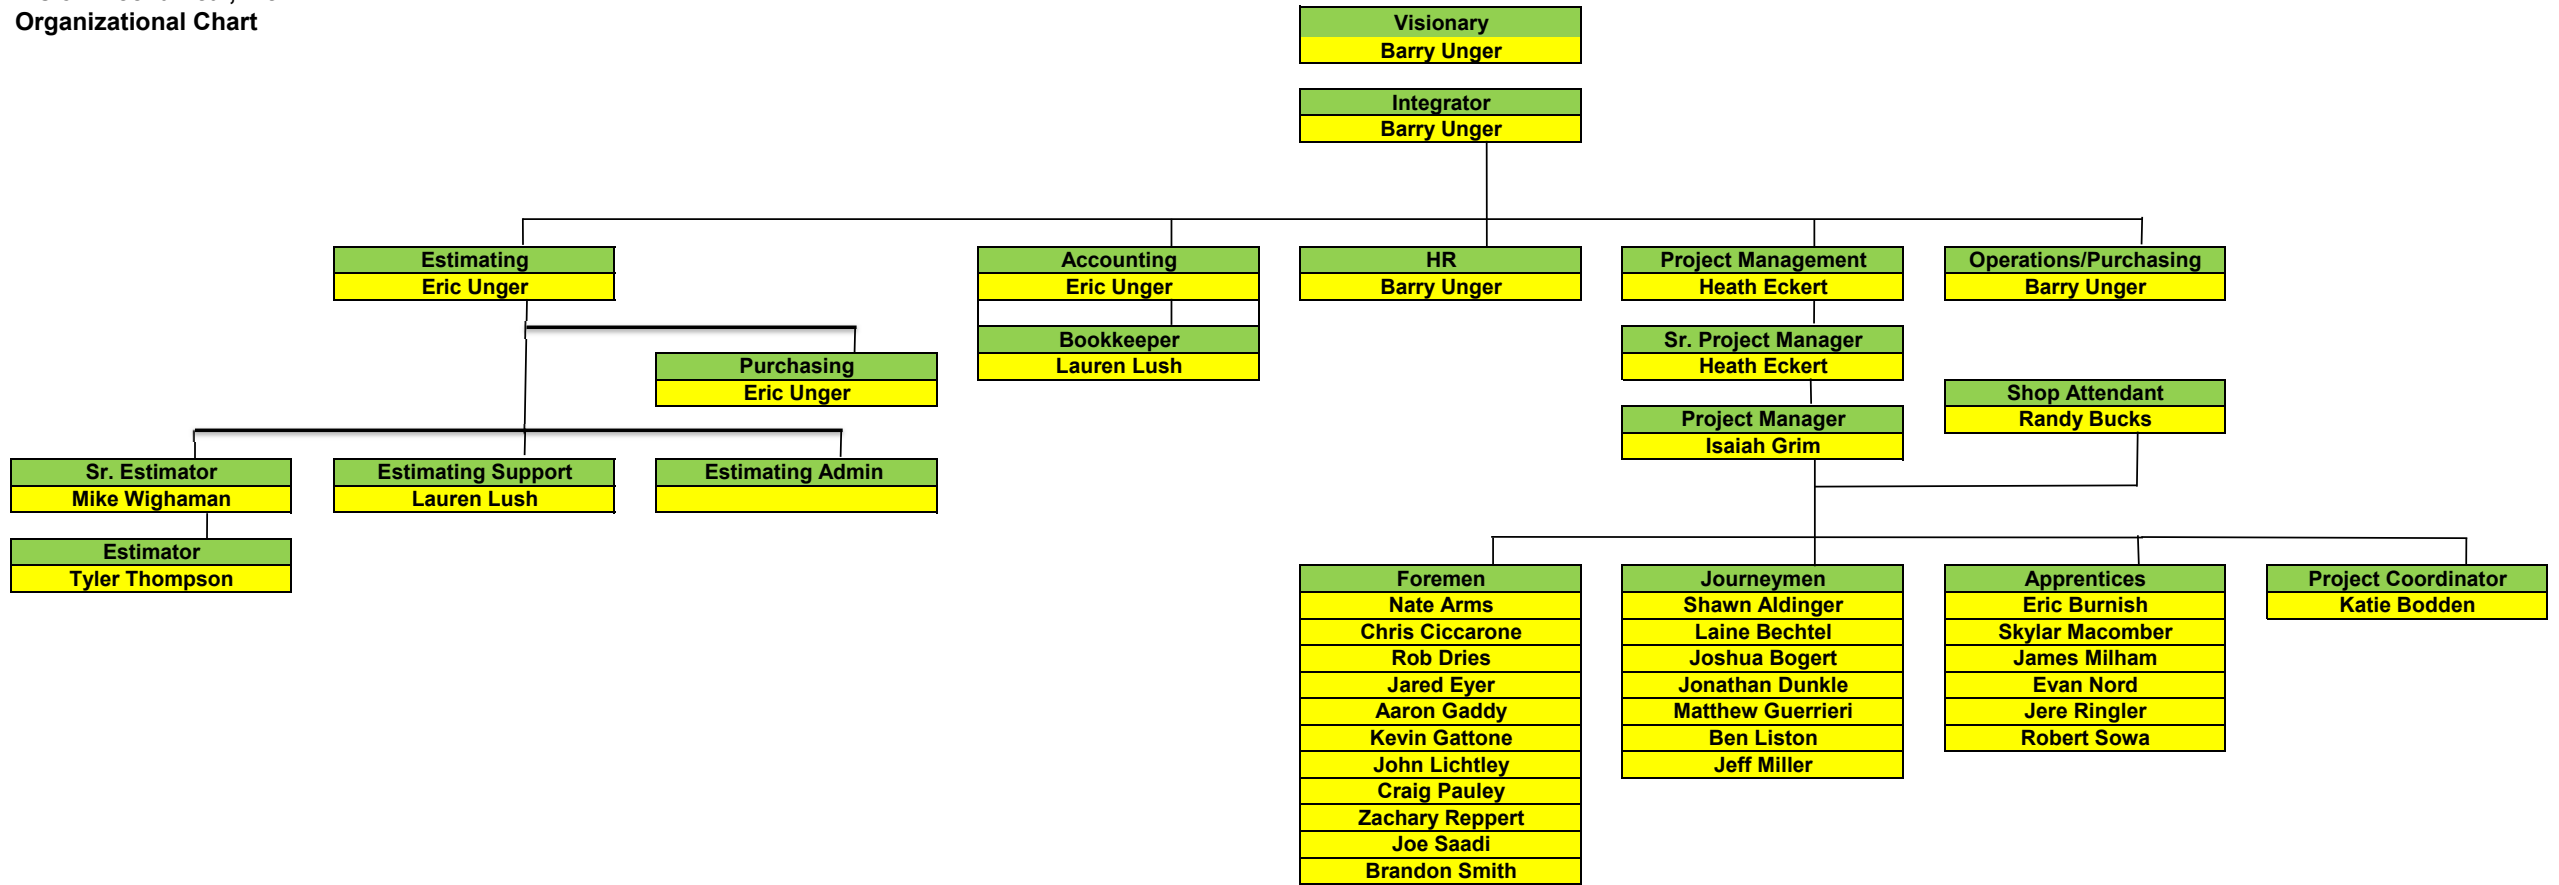 Organizational Chart
Visionary
Barry Unger
Integrator
Barry Unger
Estimating
Eric Unger
Accounting
Eric Unger
HR
Barry Unger
Project Management
Heath Eckert
Operations/Purchasing
Barry Unger
Purchasing
Eric Unger
Bookkeeper
Lauren Lush
Sr. Project Manager
Heath Eckert
Shop Attendant
Randy Bucks
Project Manager
Isaiah Grim
Sr. Estimator
Mike Wighaman
Estimating Support
Lauren Lush
Estimating Admin
Estimator
Tyler Thompson
Foremen
Nate Arms
Chris Ciccarone
Rob Dries
Jared Eyer
Aaron Gaddy
Kevin Gattone
John Lichtley
Craig Pauley
Zachary Reppert
Joe Saadi
Brandon Smith
Journeymen
Shawn Aldinger
Laine Bechtel
Joshua Bogert
Jonathan Dunkle
Matthew Guerrieri
Ben Liston
Jeff Miller
Apprentices
Eric Burnish
Skylar Macomber
James Milham
Evan Nord
Jere Ringler
Robert Sowa
Project Coordinator
Katie Bodden